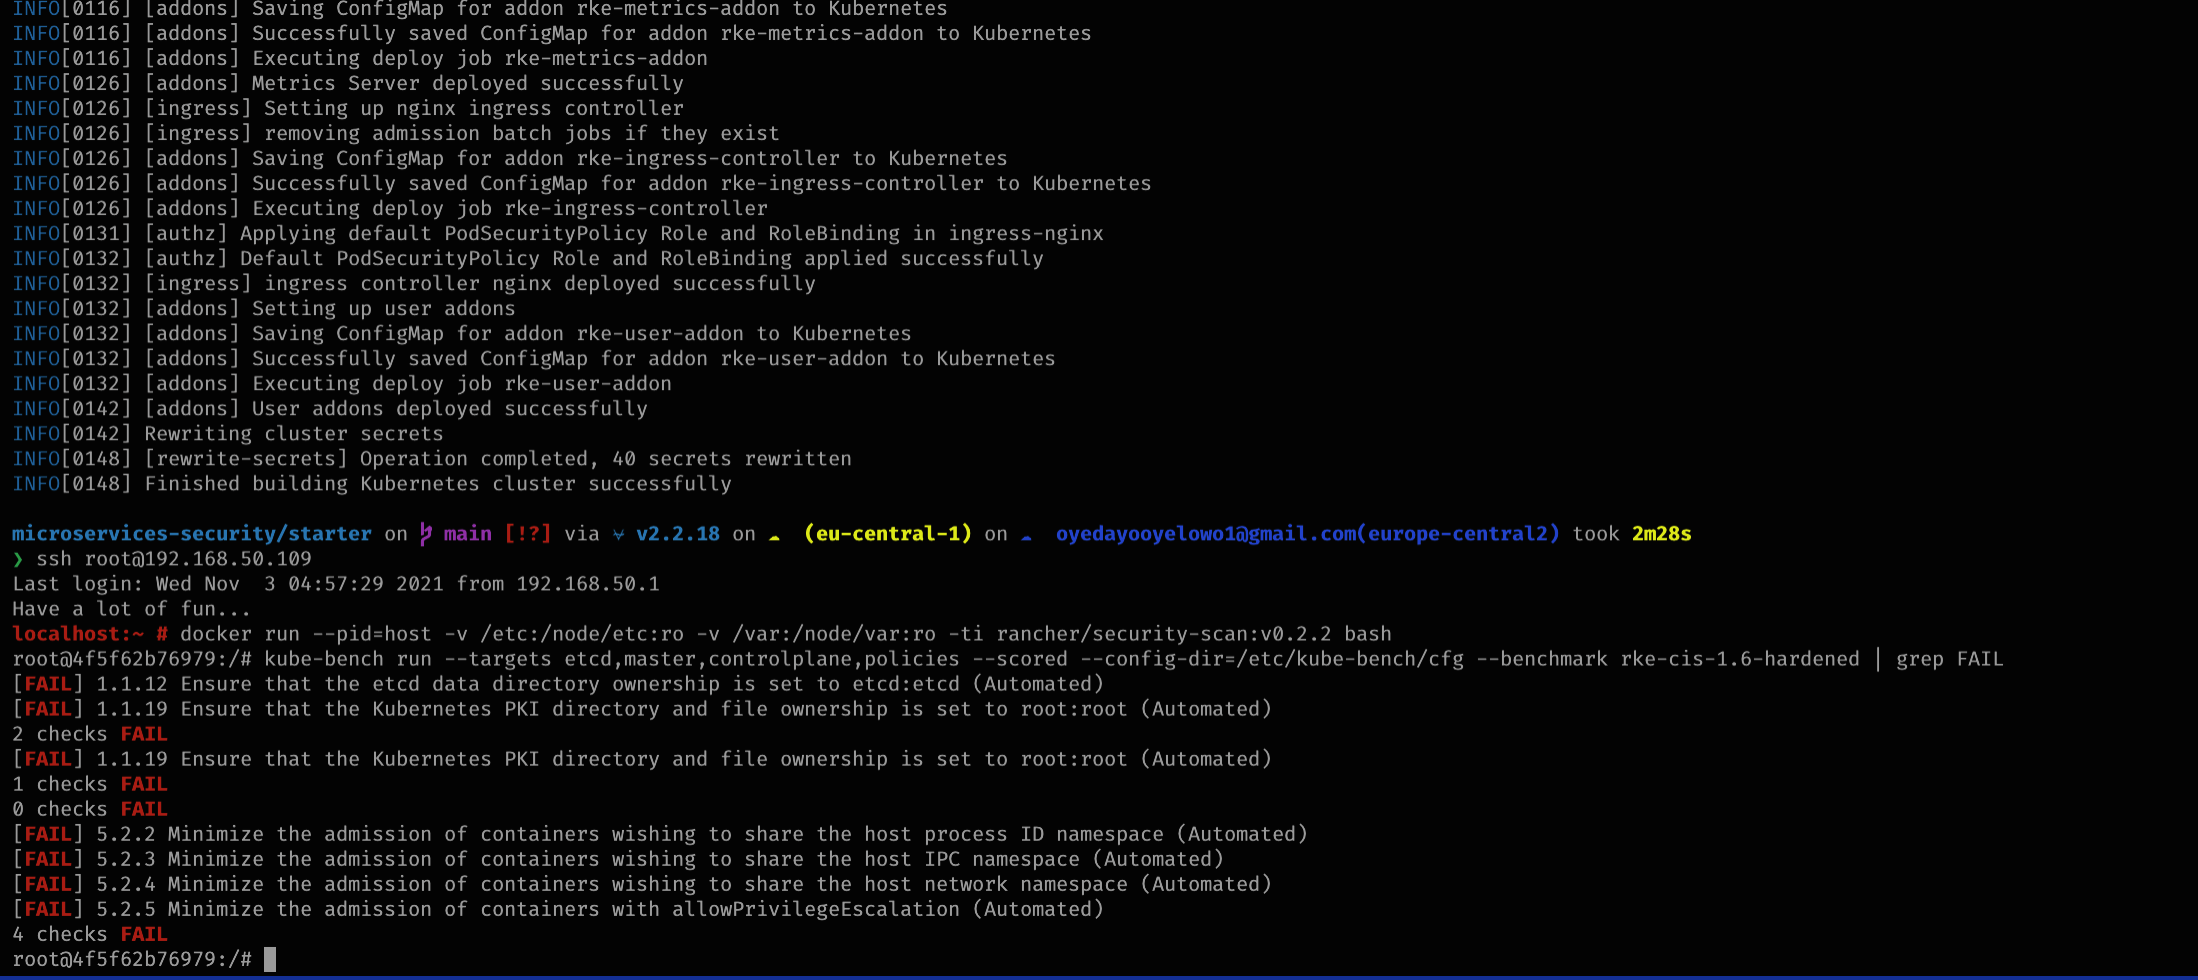 INFO[0116] [addons] Saving ConfigMap for addon rke-metrics-addon to Kubernetes
INFO[0116] [addons] Successfully saved ConfigMap for addon rke-metrics-addon to Kubernetes
INFO[0116] [addons] Executing deploy job rke-metrics-addon
INFO[0126] [addons] Metrics Server deployed successfully
INFO[0126] [ingress] Setting up nginx ingress controller
INFO[0126] [ingress] removing admission batch jobs if they exist
INFO[0126] [addons] Saving ConfigMap for addon rke-ingress-controller to Kubernetes
INFO[0126] [addons] Successfully saved ConfigMap for addon rke-ingress-controller to Kubernetes
INFO[0126] [addons] Executing deploy job rke-ingress-controller
INFO[0131] [authz] Applying default PodSecurityPolicy Role and RoleBinding in ingress-nginx
INFO[0132] [authz] Default PodSecurityPolicy Role and RoleBinding applied successfully
INFO[0132] [ingress] ingress controller nginx deployed successfully
INFO[0132] [addons] Setting up user addons
INFO[0132] [addons] Saving ConfigMap for addon rke-user-addon to Kubernetes
INFO[0132] [addons] Successfully saved ConfigMap for addon rke-user-addon to Kubernetes
INFO[0132] [addons] Executing deploy job rke-user-addon
INFO[0142] [addons] User addons deployed successfully
INFO[0142] Rewriting cluster secrets
INFO[0148] [rewrite-secrets] Operation completed, 40 secrets rewritten
INFO[0148] Finished building Kubernetes cluster successfully
microservices-security/starter on main [!?] via v2.2.18 on (eu-central-1) on oyedayooyelowo1@gmail.com(europe-central2) took 2m28s
❯ ssh root@192.168.50.109
Last login: Wed Nov  3 04:57:29 2021 from 192.168.50.1
Have a lot of fun...
localhost:~ # docker run --pid=host -v /etc:/node/etc:ro -v /var:/node/var:ro -ti rancher/security-scan:v0.2.2 bash
root@4f5f62b76979:/# kube-bench run --targets etcd,master,controlplane,policies --scored --config-dir=/etc/kube-bench/cfg --benchmark rke-cis-1.6-hardened | grep FAIL
[FAIL] 1.1.12 Ensure that the etcd data directory ownership is set to etcd:etcd (Automated)
[FAIL] 1.1.19 Ensure that the Kubernetes PKI directory and file ownership is set to root:root (Automated)
2 checks FAIL
[FAIL] 1.1.19 Ensure that the Kubernetes PKI directory and file ownership is set to root:root (Automated)
1 checks FAIL
0 checks FAIL
[FAIL] 5.2.2 Minimize the admission of containers wishing to share the host process ID namespace (Automated)
[FAIL] 5.2.3 Minimize the admission of containers wishing to share the host IPC namespace (Automated)
[FAIL] 5.2.4 Minimize the admission of containers wishing to share the host network namespace (Automated)
[FAIL] 5.2.5 Minimize the admission of containers with allowPrivilegeEscalation (Automated)
4 checks FAIL
root@4f5f62b76979:/#